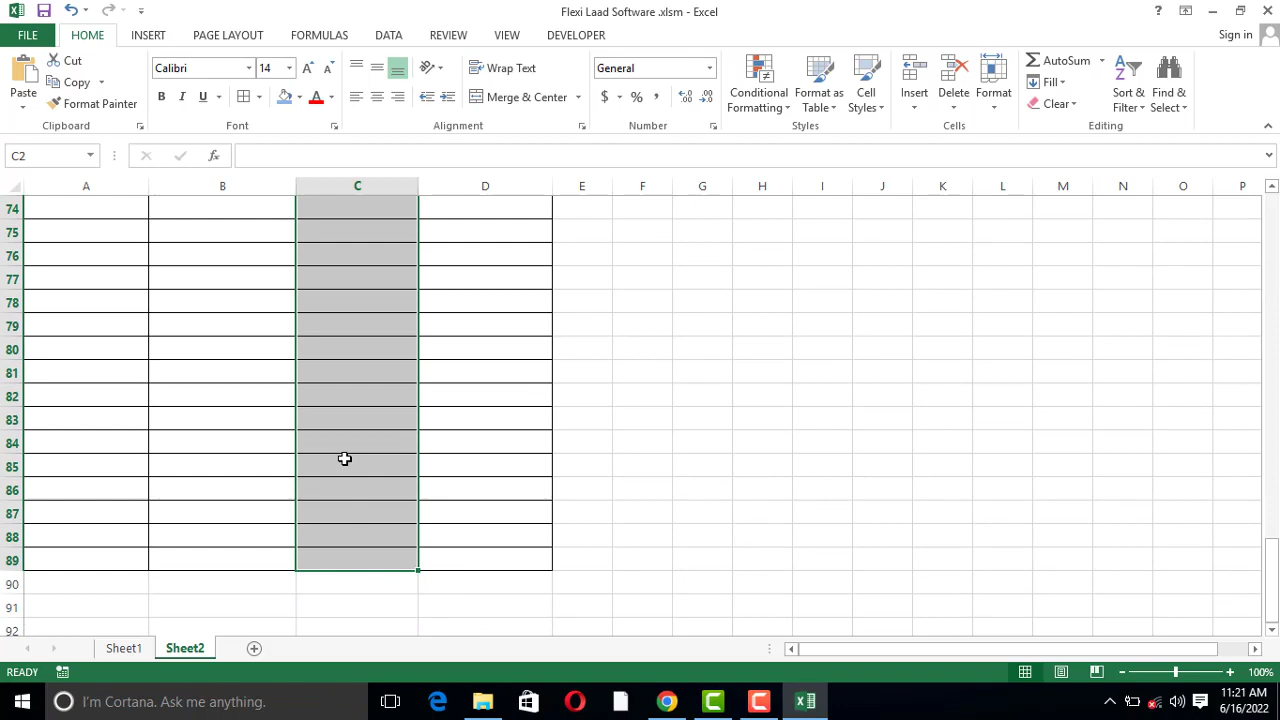 Flexi Laad Software .xlsm - Excel
?
FILE HOME INSERT PAGE LAYOUT FORMULAS DATA REVIEW VIEW DEVELOPER Sign in
Paste
Cut
Copy
Format Painter
Clipboard
Calibri 14
B I U
Font
Wrap Text
Merge & Center
Alignment
General
$ % ,
Number
Conditional Formatting
Format as Table
Cell Styles
Styles
Insert Delete Format
Cells
AutoSum
Fill
Clear
Sort & Filter
Find & Select
Editing
C2 fx
A B C D E F G H I J K L M N O P
74
75
76
77
78
79
80
81
82
83
84
85
86
87
88
89
90
91
92
Sheet1 Sheet2
READY 100%
I'm Cortana. Ask me anything.
11:21 AM
6/16/2022